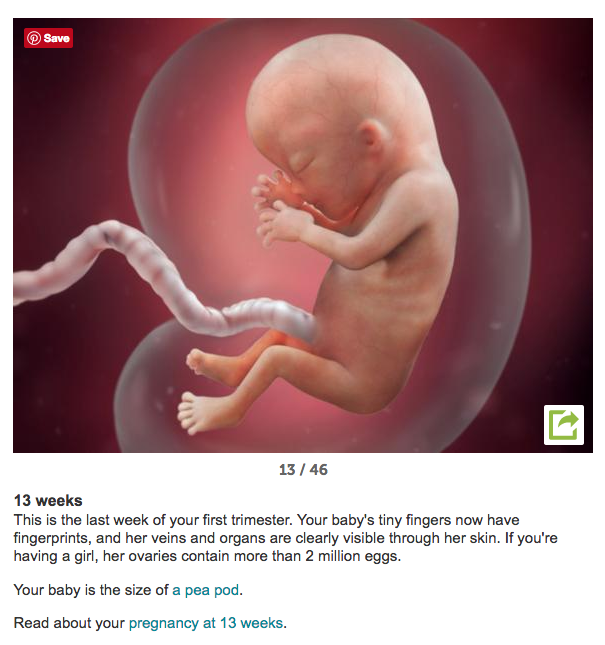 Save
13 / 46
13 weeks
This is the last week of your first trimester. Your baby's tiny fingers now have
fingerprints, and her veins and organs are clearly visible through her skin. If you're
having a girl, her ovaries contain more than 2 million eggs.
Your baby is the size of a pea pod.
Read about your pregnancy at 13 weeks.